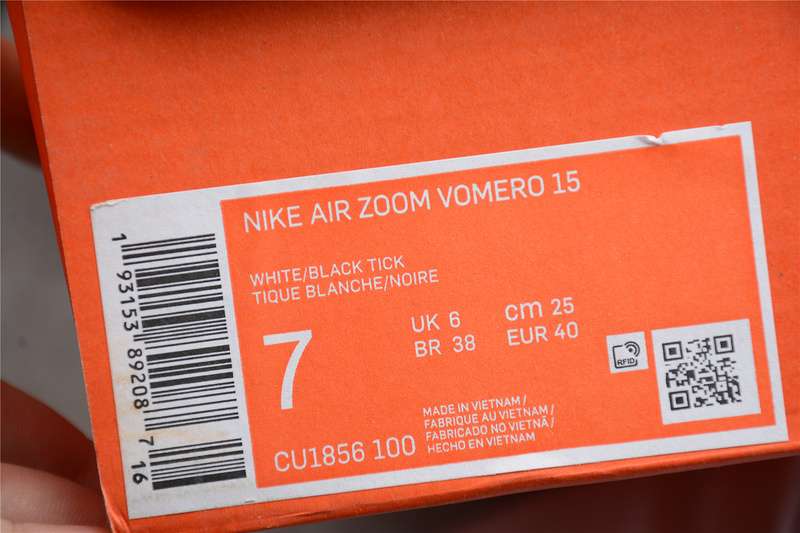 NIKE AIR ZOOM VOMERO 15
WHITE/BLACK TICK
TIQUE BLANCHE/NOIRE
7
UK 6
cm 25
BR 38
EUR 40
RFID
CU1856 100
MADE IN VIETNAM/
FABRIQUE AU VIETNAM/
FABRICADO NO VIETNÃ/
HECHO EN VIETNAM
1 93153 89208 7 16